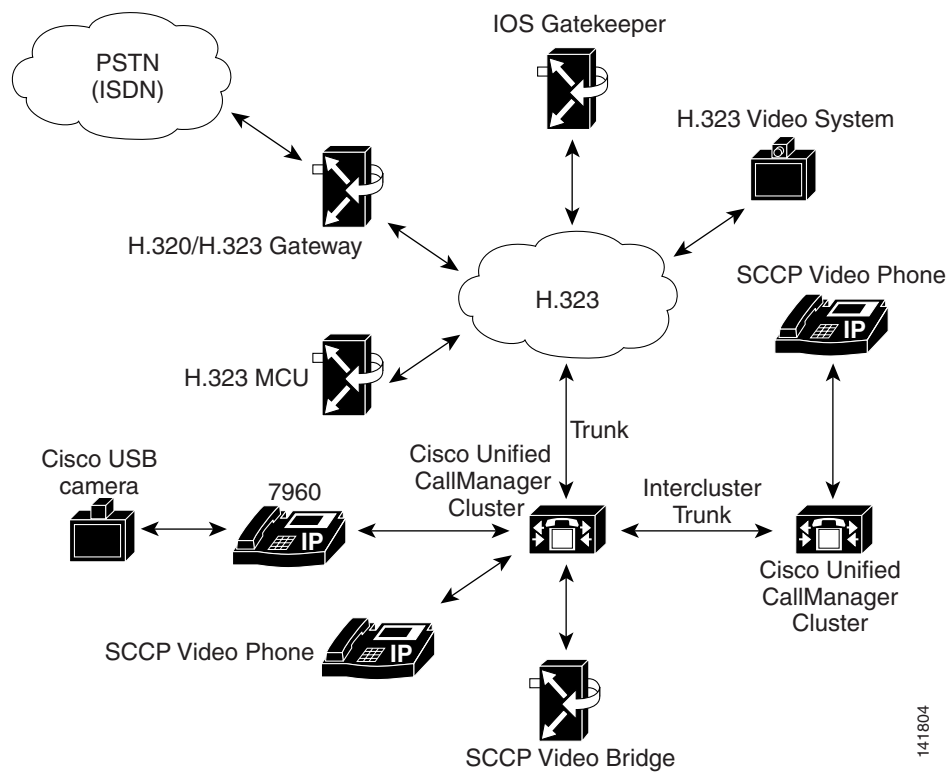 IOS Gatekeeper
PSTN
(ISDN)
H.323 Video System
H.320/H.323 Gateway
H.323
SCCP Video Phone
IP
H.323 MCU
Trunk
Cisco USB
camera
7960
IP
Cisco Unified
CallManager
Cluster
Intercluster
Trunk
Cisco Unified
CallManager
Cluster
SCCP Video Phone
IP
SCCP Video Bridge
141804